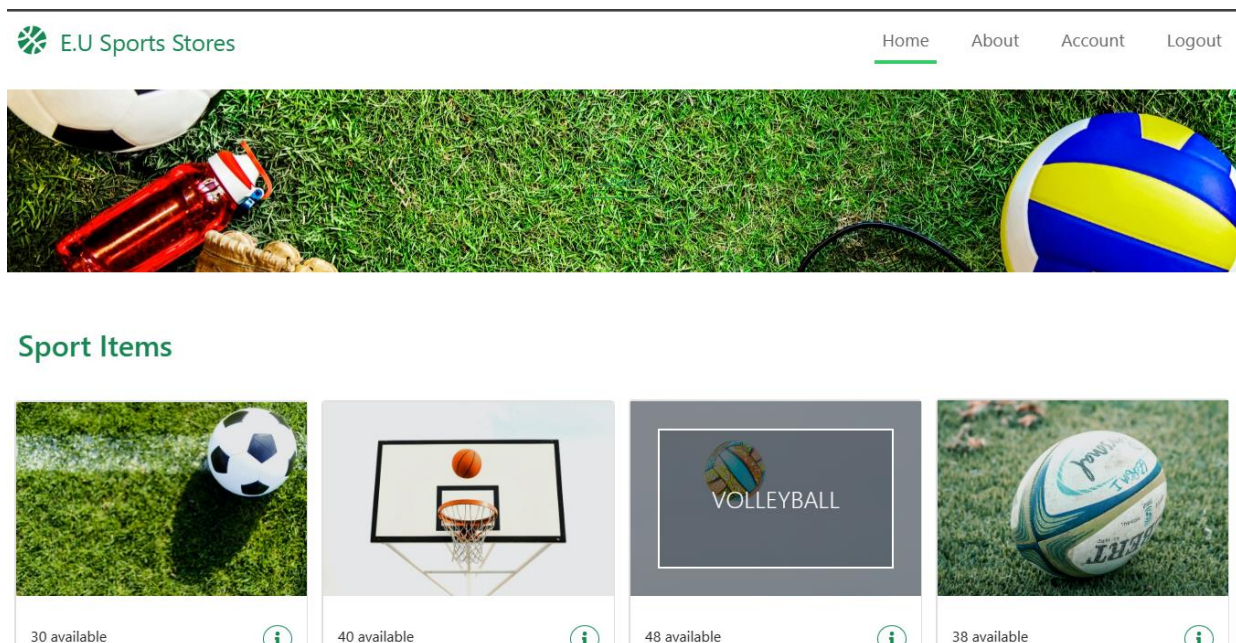 E.U Sports Stores
Home About Account Logout
Sport Items
VOLLEYBALL
30 available
40 available
48 available
38 available